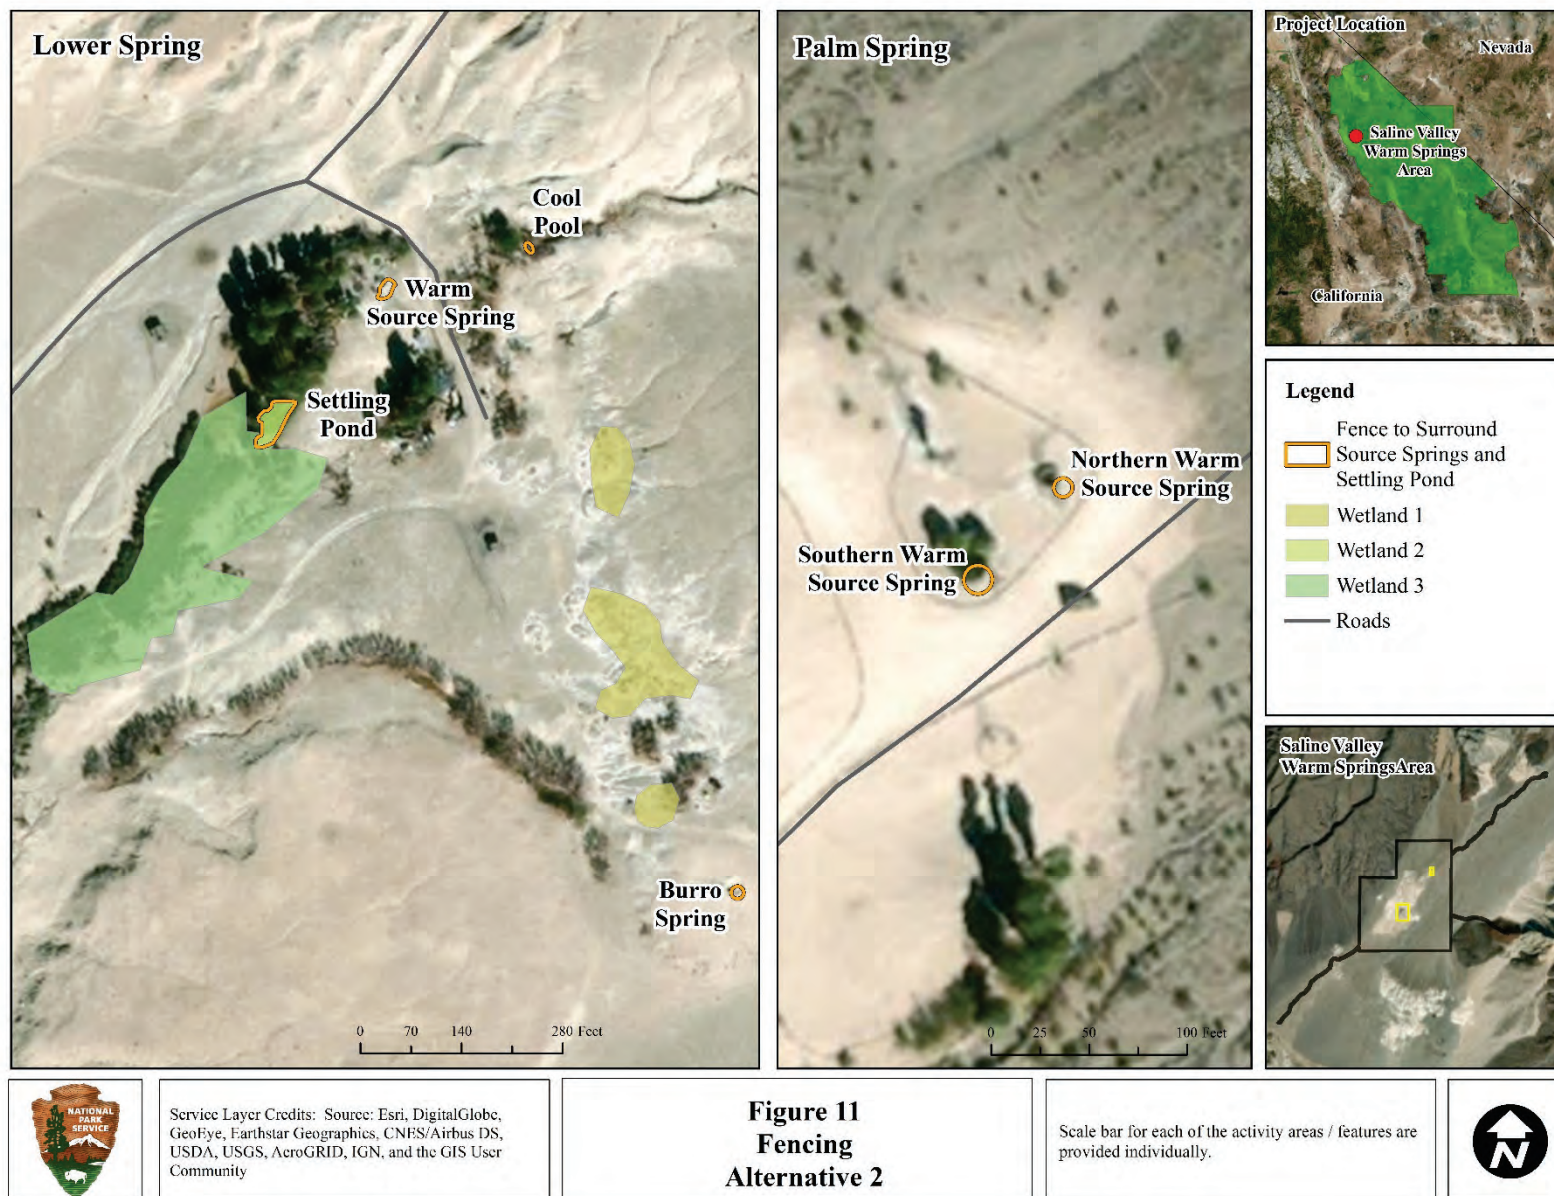 Lower Spring
Cool
Pool
Warm
Source Spring
Settling
Pond
Burro
Spring
0 70 140 280 Feet
Palm Spring
Northern Warm
Source Spring
Southern Warm
Source Spring
0 25 50 100 Feet
Project Location
Nevada
Saline Valley
Warm Springs
Area
California
Legend
Fence to Surround
Source Springs and
Settling Pond
Wetland 1
Wetland 2
Wetland 3
Roads
Saline Valley
Warm SpringsArea
NATIONAL
PARK
SERVICE
Service Layer Credits: Source: Esri, DigitalGlobe,
GeoEye, Earthstar Geographics, CNES/Airbus DS,
USDA, USGS, AeroGRID, IGN, and the GIS User
Community
Figure 11
Fencing
Alternative 2
Scale bar for each of the activity areas / features are
provided individually.
N